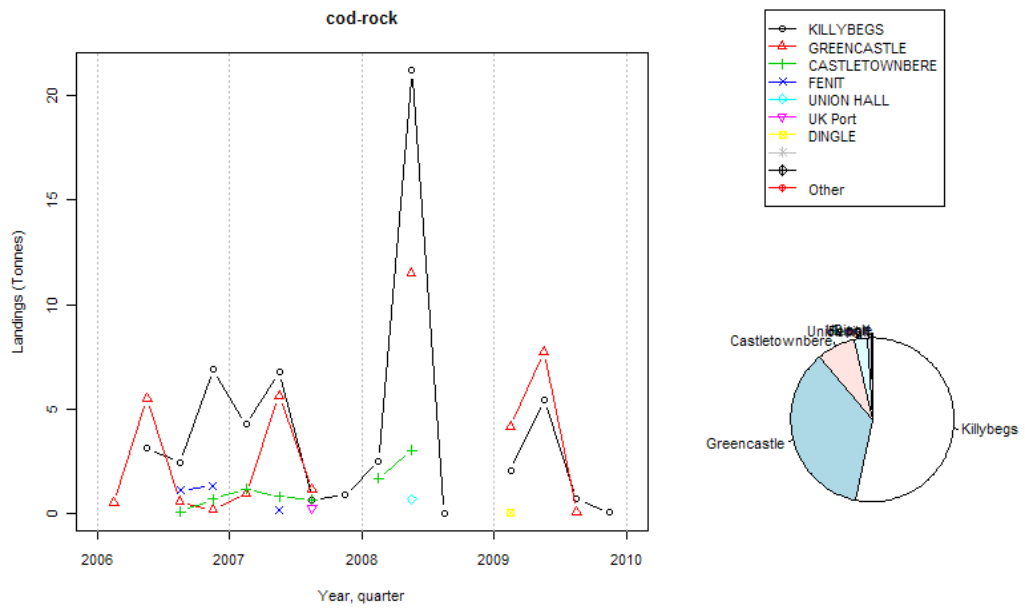 cod-rock
KILLYBEGS
GREENCASTLE
CASTLETOWNBERE
FENIT
UNION HALL
UK Port
DINGLE
Other
Landings (Tonnes)
20
15
10
5
0
2006 2007 2008 2009 2010
Year, quarter
Castletownbere
Greencastle
Killybegs